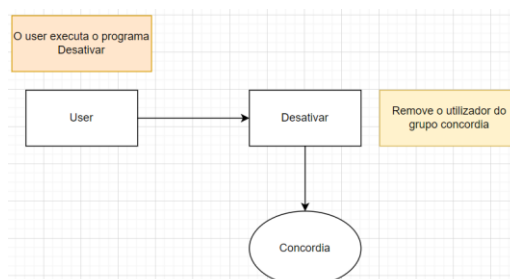 O user executa o programa
Desativar
User
Desativar
Remove o utilizador do
grupo concordia
Concordia